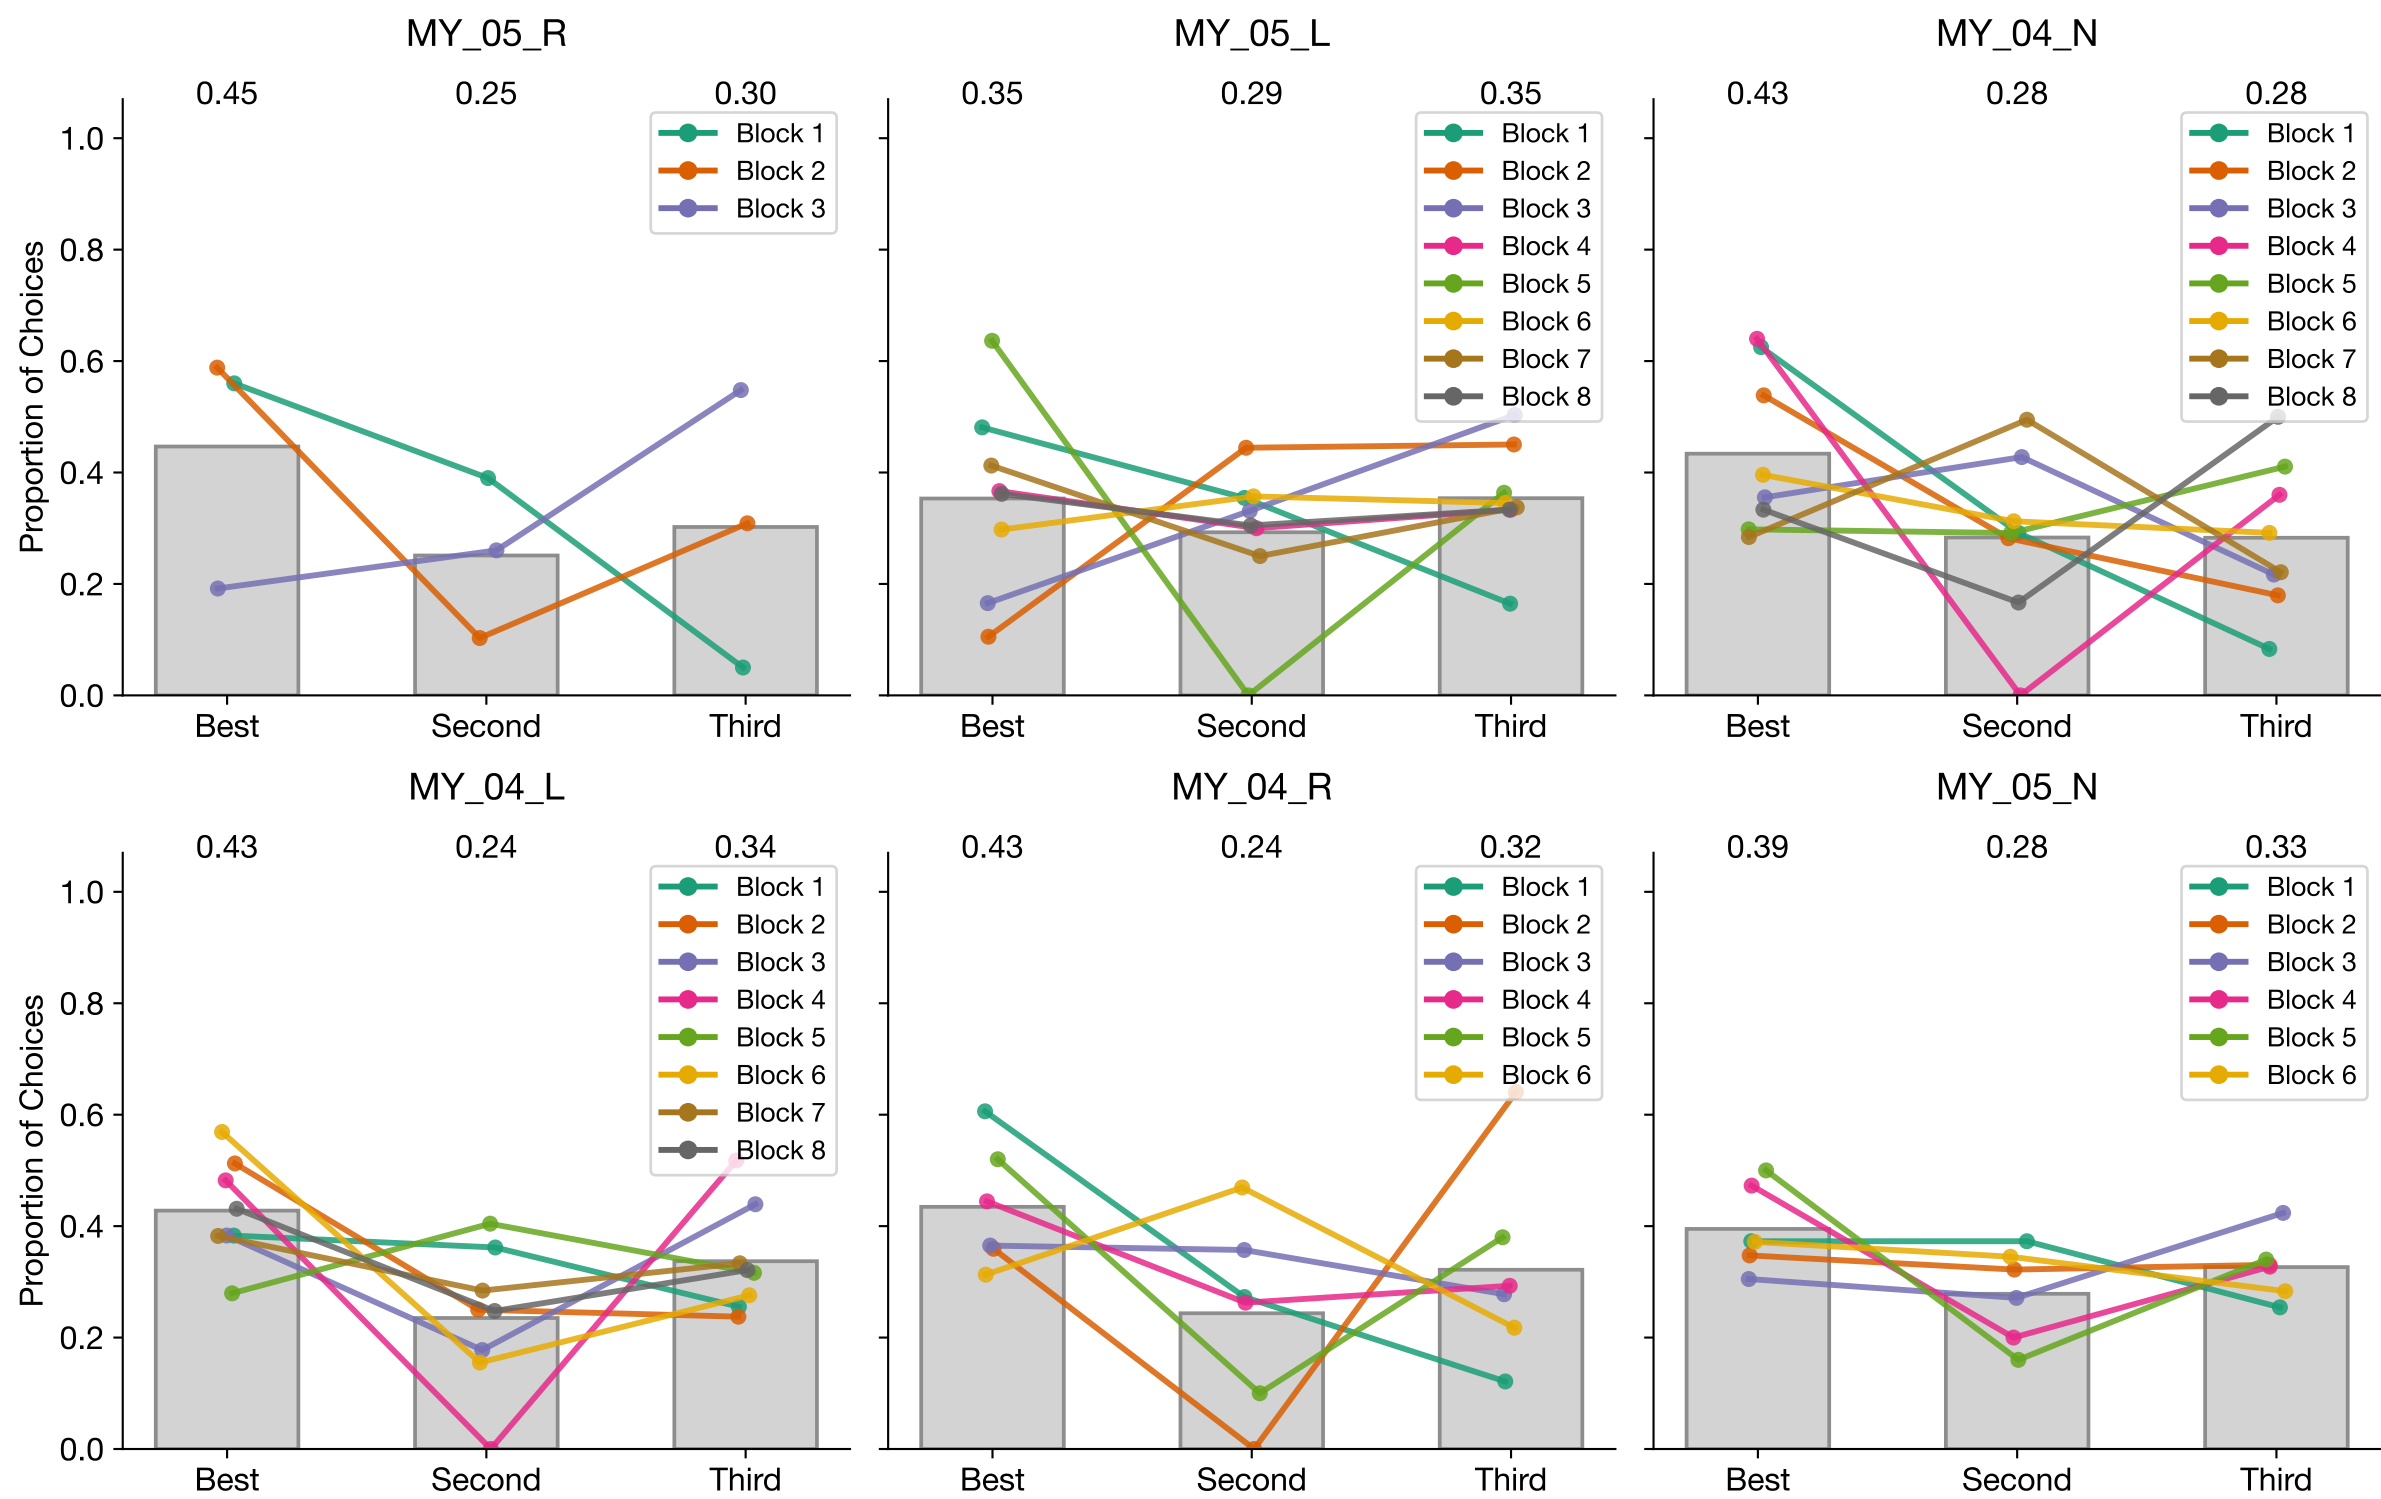 MY_05_R
0.45 0.25 0.30
Block 1
Block 2
Block 3
1.0
0.8
0.6
0.4
0.2
0.0
Proportion of Choices
Best Second Third
MY_05_L
0.35 0.29 0.35
Block 1
Block 2
Block 3
Block 4
Block 5
Block 6
Block 7
Block 8
Best Second Third
MY_04_N
0.43 0.28 0.28
Block 1
Block 2
Block 3
Block 4
Block 5
Block 6
Block 7
Block 8
Best Second Third
MY_04_L
0.43 0.24 0.34
Block 1
Block 2
Block 3
Block 4
Block 5
Block 6
Block 7
Block 8
1.0
0.8
0.6
0.4
0.2
0.0
Proportion of Choices
Best Second Third
MY_04_R
0.43 0.24 0.32
Block 1
Block 2
Block 3
Block 4
Block 5
Block 6
Best Second Third
MY_05_N
0.39 0.28 0.33
Block 1
Block 2
Block 3
Block 4
Block 5
Block 6
Best Second Third